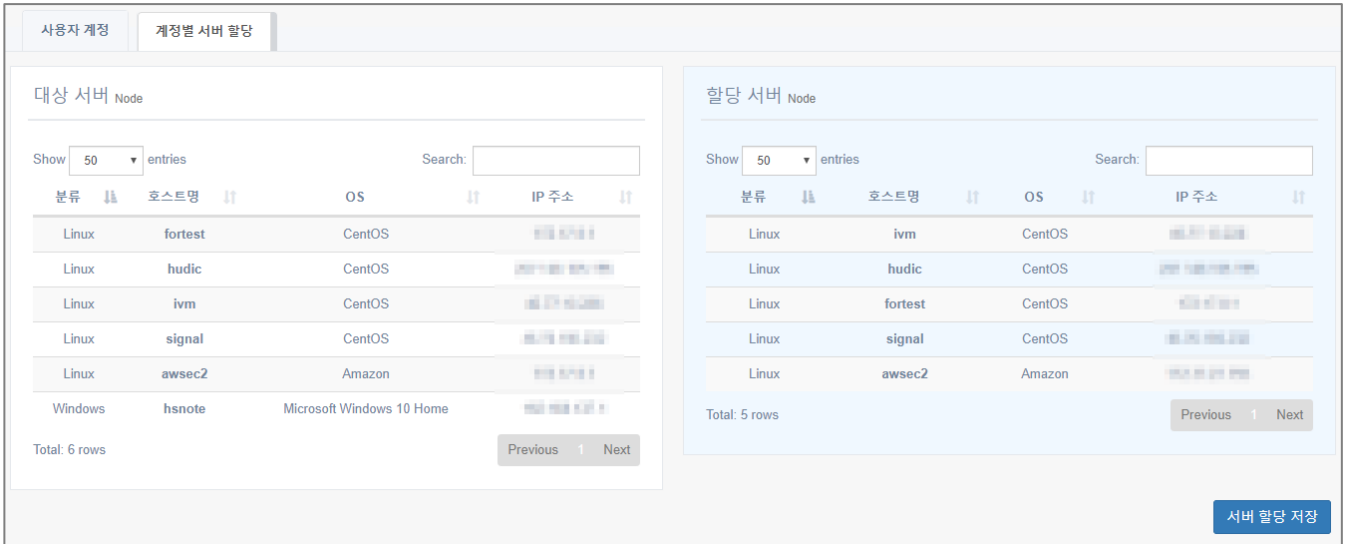 사용자 계정 계정별 서버 할당
대상 서버 Node
Show 50 entries Search:
분류 호스트명 OS IP 주소
Linux fortest CentOS
Linux hudic CentOS
Linux ivm CentOS
Linux signal CentOS
Linux awsec2 Amazon
Windows hsnote Microsoft Windows 10 Home
Total: 6 rows Previous 1 Next
할당 서버 Node
Show 50 entries Search:
분류 호스트명 OS IP 주소
Linux ivm CentOS
Linux hudic CentOS
Linux fortest CentOS
Linux signal CentOS
Linux awsec2 Amazon
Total: 5 rows Previous 1 Next
서버 할당 저장